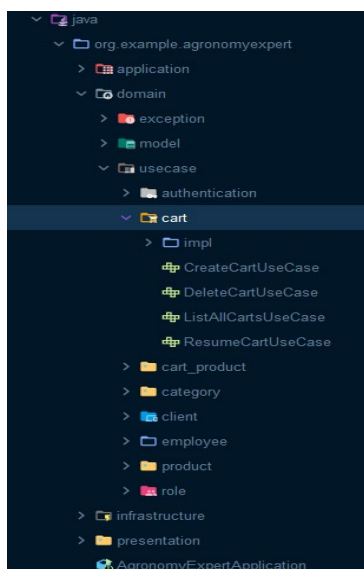 java
org.example.agronomyexpert
application
domain
exception
model
usecase
authentication
cart
impl
CreateCartUseCase
DeleteCartUseCase
ListAllCartsUseCase
ResumeCartUseCase
cart_product
category
client
employee
product
role
infrastructure
presentation
AgronomyExpertApplication